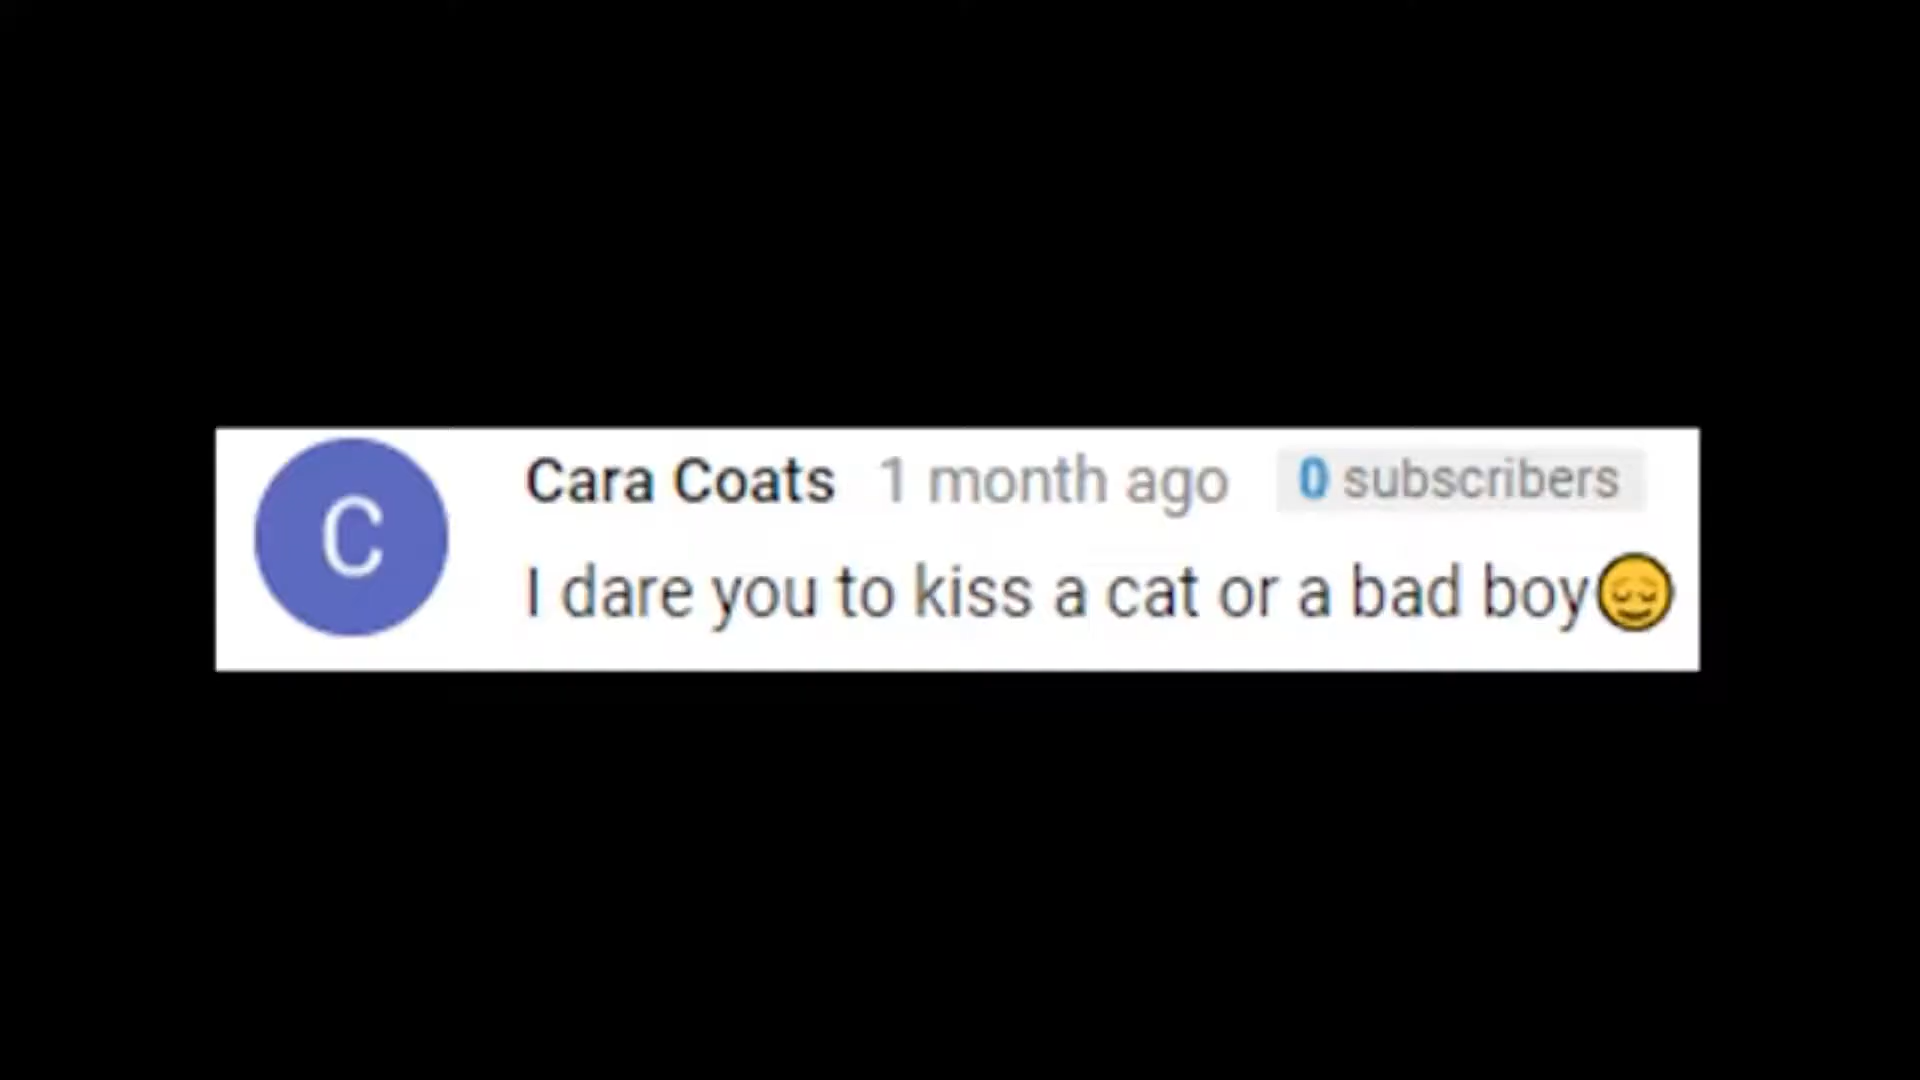 C
Cara Coats 1 month ago 0 subscribers
I dare you to kiss a cat or a bad boy😌